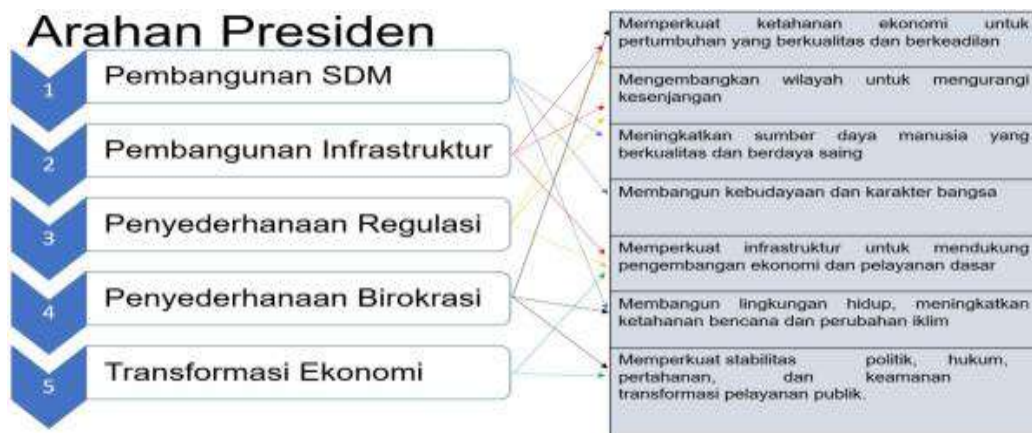 Arahan Presiden
1
Pembangunan SDM
2
Pembangunan Infrastruktur
3
Penyederhanaan Regulasi
4
Penyederhanaan Birokrasi
5
Transformasi Ekonomi
Memperkuat ketahanan ekonomi untuk
pertumbuhan yang berkualitas dan berkeadilan
Mengembangkan wilayah untuk mengurangi
kesenjangan
Meningkatkan sumber daya manusia yang
berkualitas dan berdaya saing
Membangun kebudayaan dan karakter bangsa
Memperkuat infrastruktur untuk mendukung
pengembangan ekonomi dan pelayanan dasar
Membangun lingkungan hidup, meningkatkan
ketahanan bencana dan perubahan iklim
Memperkuat stabilitas politik, hukum,
pertahanan, dan keamanan
transformasi pelayanan publik.